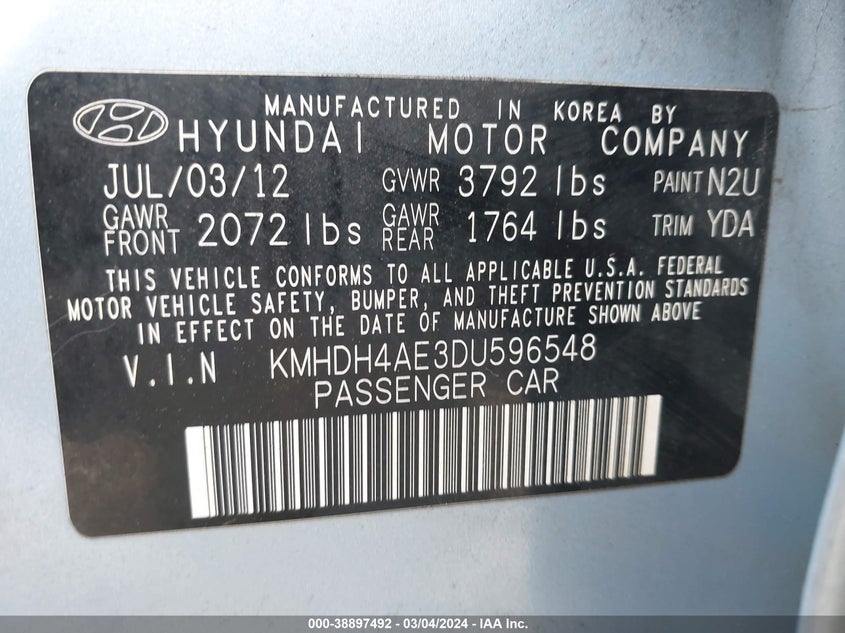 MANUFACTURED IN KOREA BY
HYUNDAI MOTOR COMPANY
JUL/03/12 GVWR 3792 lbs PAINT N2U
GAWR FRONT 2072 lbs GAWR REAR 1764 lbs TRIM YDA
THIS VEHICLE CONFORMS TO ALL APPLICABLE U.S.A. FEDERAL
MOTOR VEHICLE SAFETY, BUMPER, AND THEFT PREVENTION STANDARDS
IN EFFECT ON THE DATE OF MANUFACTURE SHOWN ABOVE
V.I.N KMHDH4AE3DU596548
PASSENGER CAR
000-38897492 - 03/04/2024 - IAA Inc.